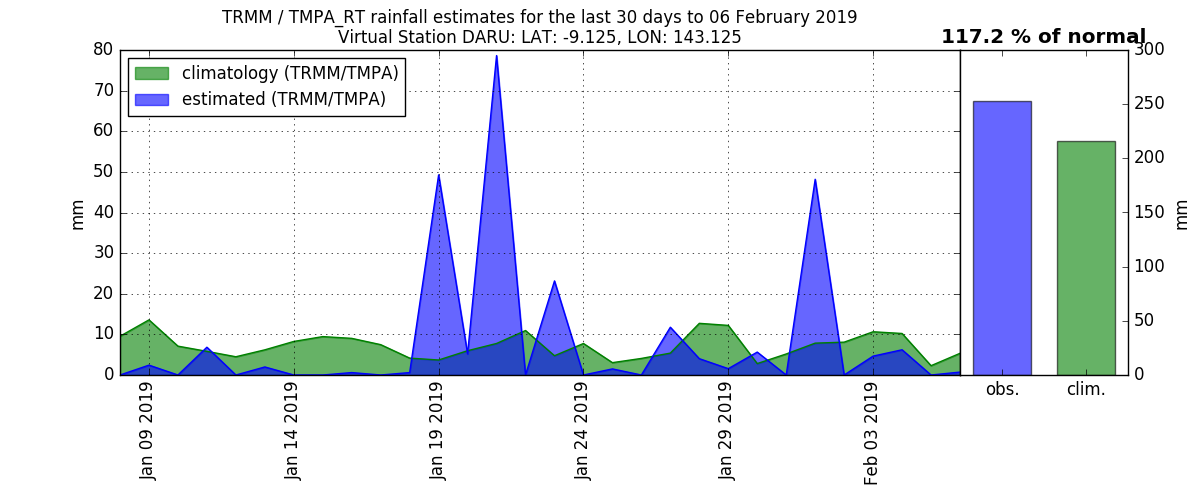 TRMM / TMPA_RT rainfall estimates for the last 30 days to 06 February 2019
Virtual Station DARU: LAT: -9.125, LON: 143.125
117.2 % of normal
climatology (TRMM/TMPA)
estimated (TRMM/TMPA)
80
70
60
50
40
30
20
10
0
mm
Jan 09 2019
Jan 14 2019
Jan 19 2019
Jan 24 2019
Jan 29 2019
Feb 03 2019
300
250
200
150
100
50
0
mm
obs.
clim.